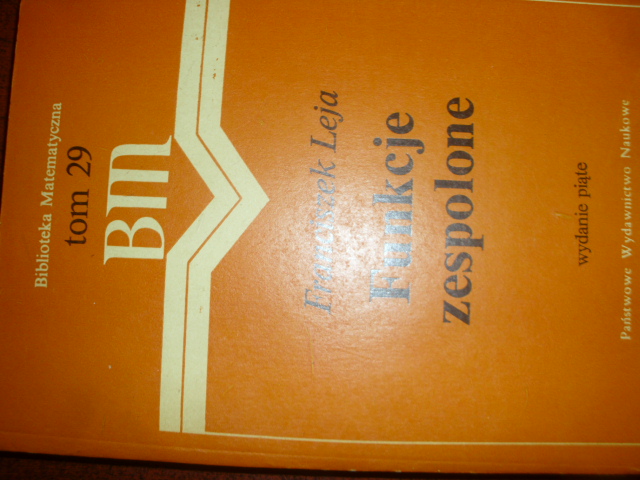 Biblioteka Matematyczna
tom 29
BM
Franciszek Leja
Funkcje
zespolone
wydanie piąte
Państwowe Wydawnictwo Naukowe